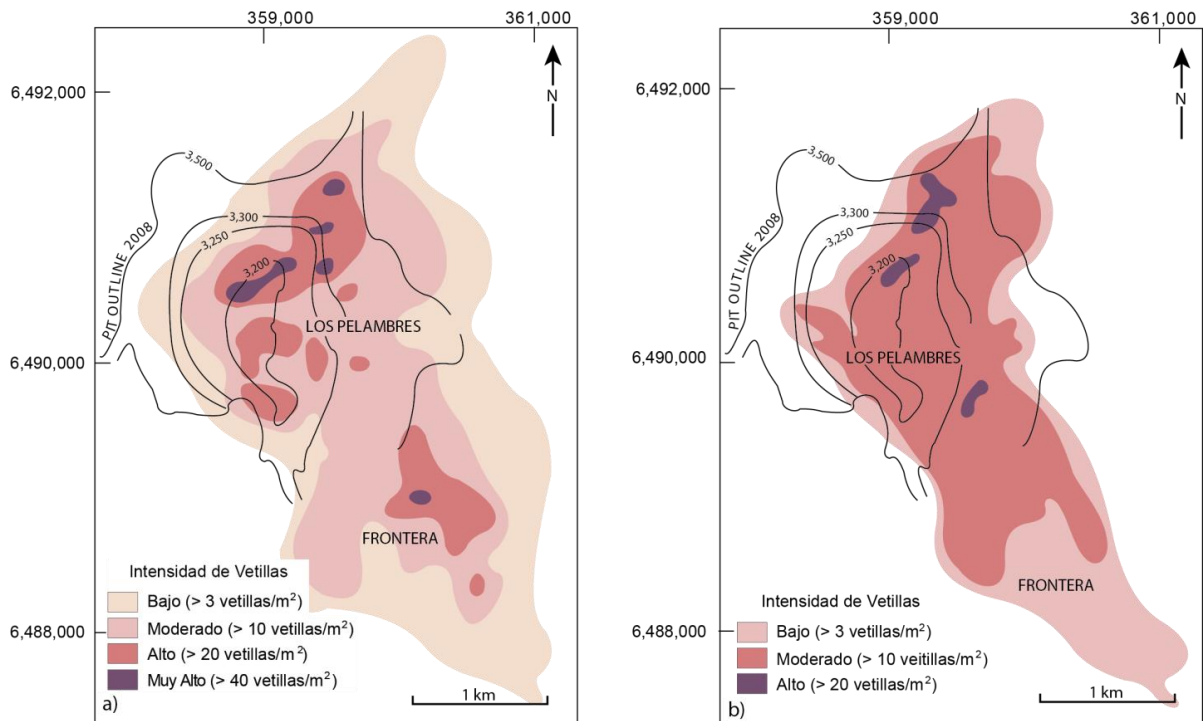 359,000
361,000
6,492,000
N
3,500
3,300
3,250
3,200
PIT OUTLINE 2008
LOS PELAMBRES
6,490,000
FRONTERA
Intensidad de Vetillas
Bajo (> 3 vetillas/m²)
Moderado (> 10 vetillas/m²)
Alto (> 20 vetillas/m²)
Muy Alto (> 40 vetillas/m²)
6,488,000
1 km
a)
359,000
361,000
6,492,000
N
3,500
3,300
3,250
3,200
PIT OUTLINE 2008
LOS PELAMBRES
6,490,000
FRONTERA
Intensidad de Vetillas
Bajo (> 3 vetillas/m²)
Moderado (> 10 veitillas/m²)
Alto (> 20 vetillas/m²)
6,488,000
1 km
b)